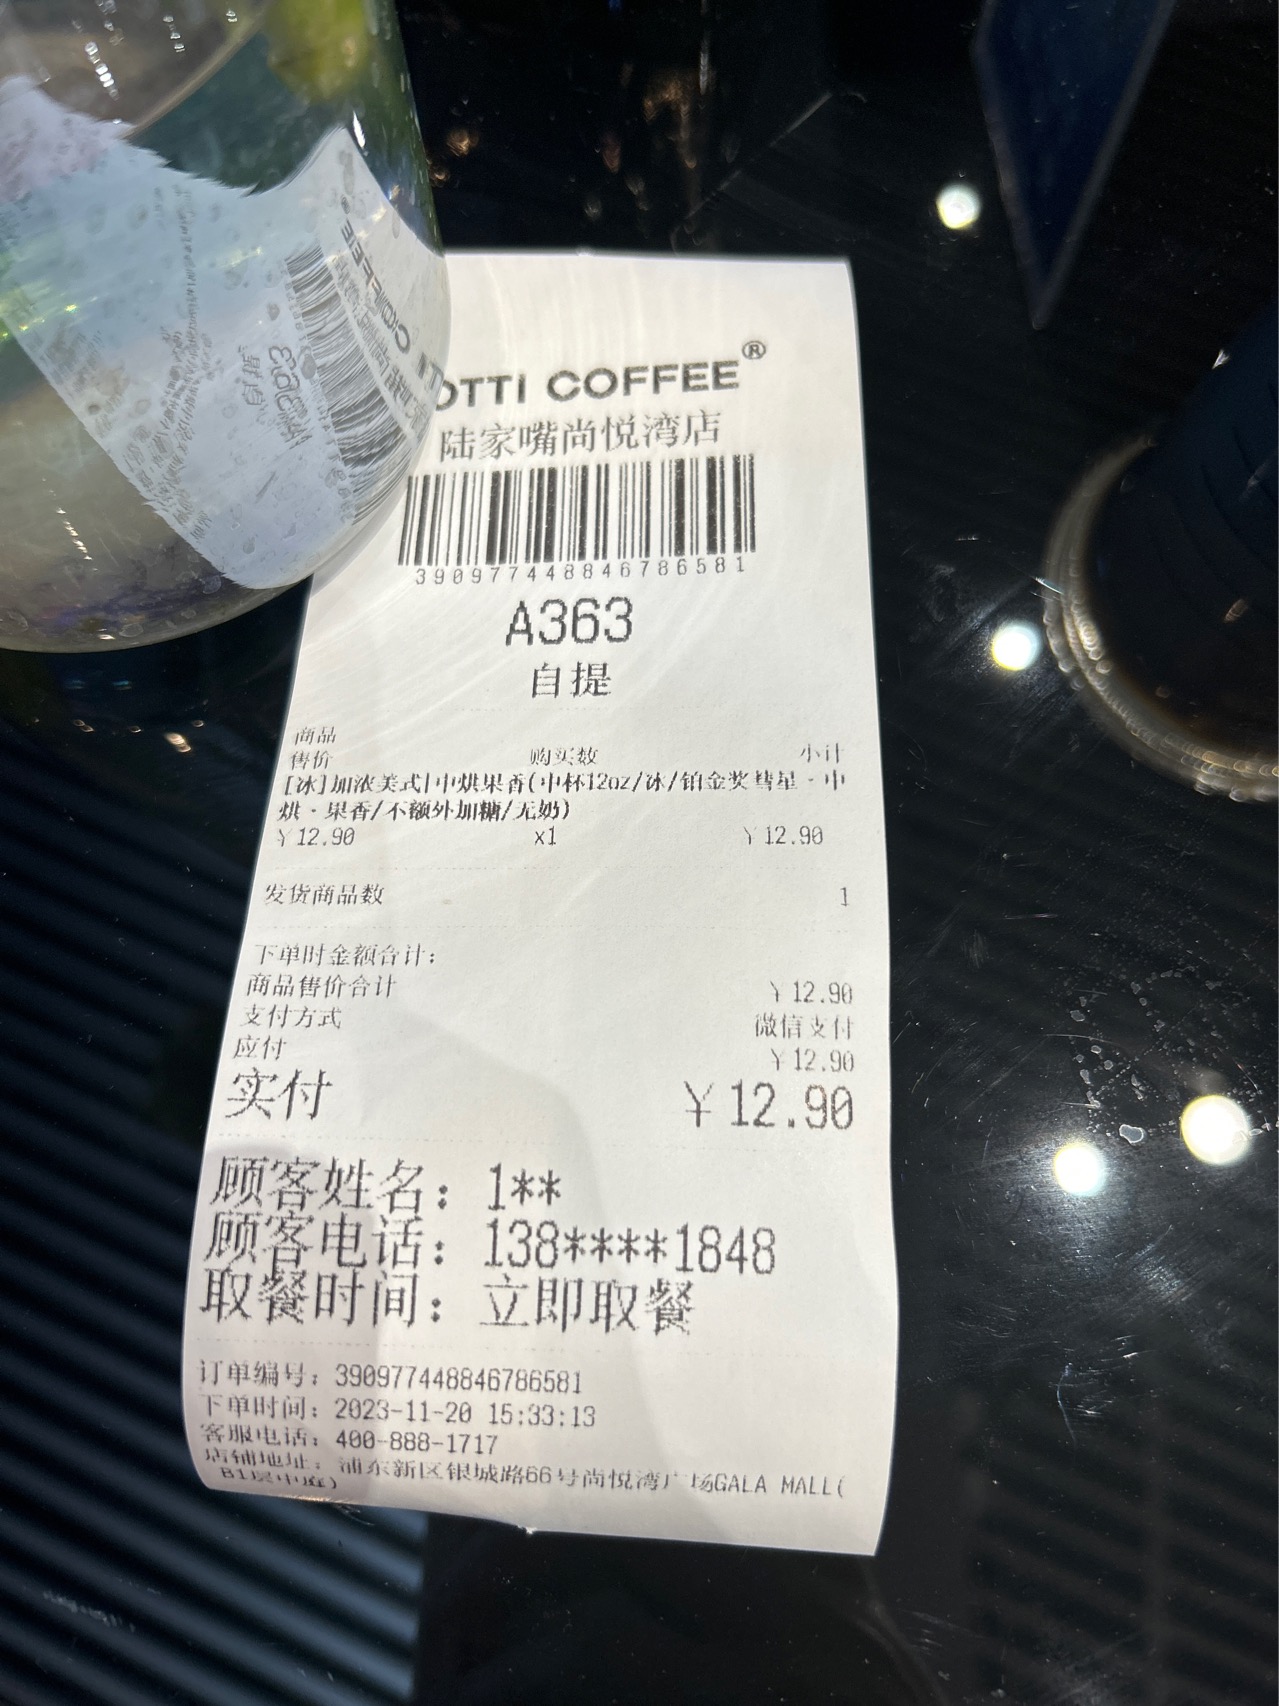 OTTI COFFEE®
陆家嘴尚悦湾店
390977448846786581
A363
自提
商品
售价 购买数 小计
[冰]加浓美式|中烘果香(中杯12oz/冰/铂金奖彗星·中
烘·果香/不额外加糖/无奶)
￥12.90 x1 ￥12.90
发货商品数 1
下单时金额合计:
商品售价合计 ￥12.90
支付方式 微信支付
应付 ￥12.90
实付 ￥12.90
顾客姓名: 1**
顾客电话: 138****1848
取餐时间: 立即取餐
订单编号: 390977448846786581
下单时间: 2023-11-20 15:33:13
客服电话: 400-888-1717
店铺地址: 浦东新区银城路66号尚悦湾广场GALA MALL(
B1层中庭)